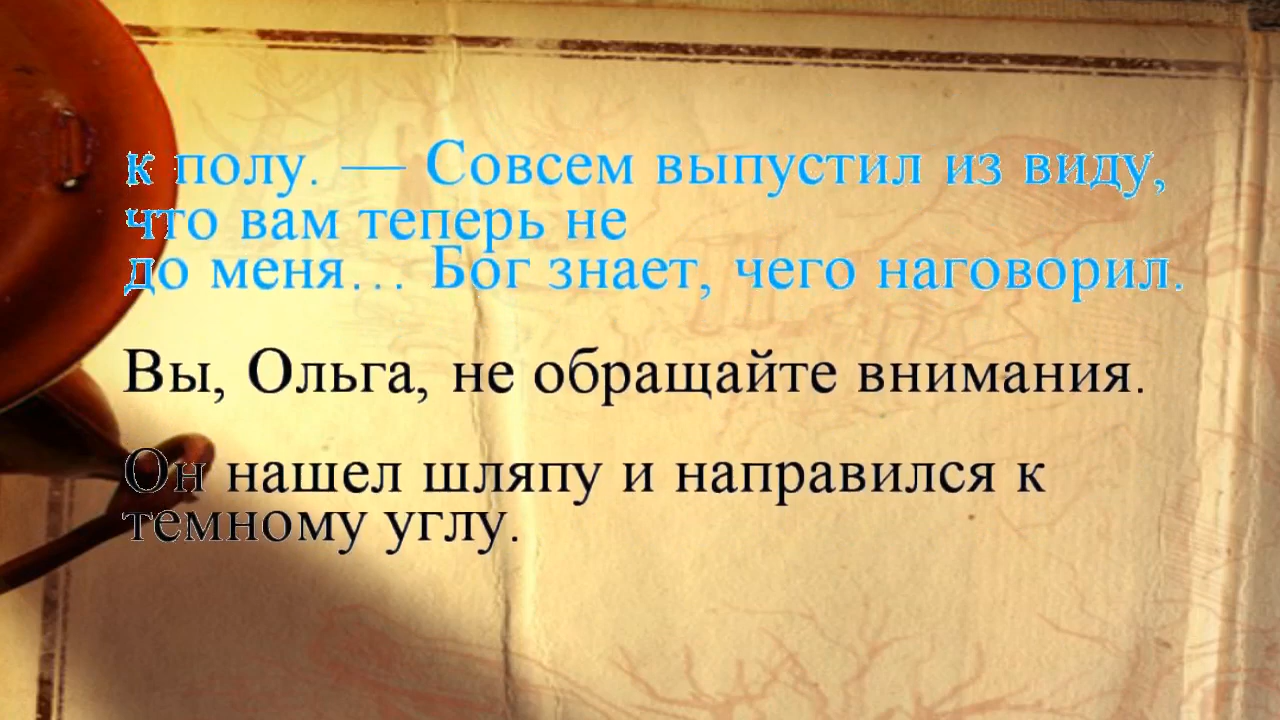 к полу. — Совсем выпустил из виду,
что вам теперь не
до меня… Бог знает, чего наговорил.
Вы, Ольга, не обращайте внимания.
Он нашел шляпу и направился к
темному углу.